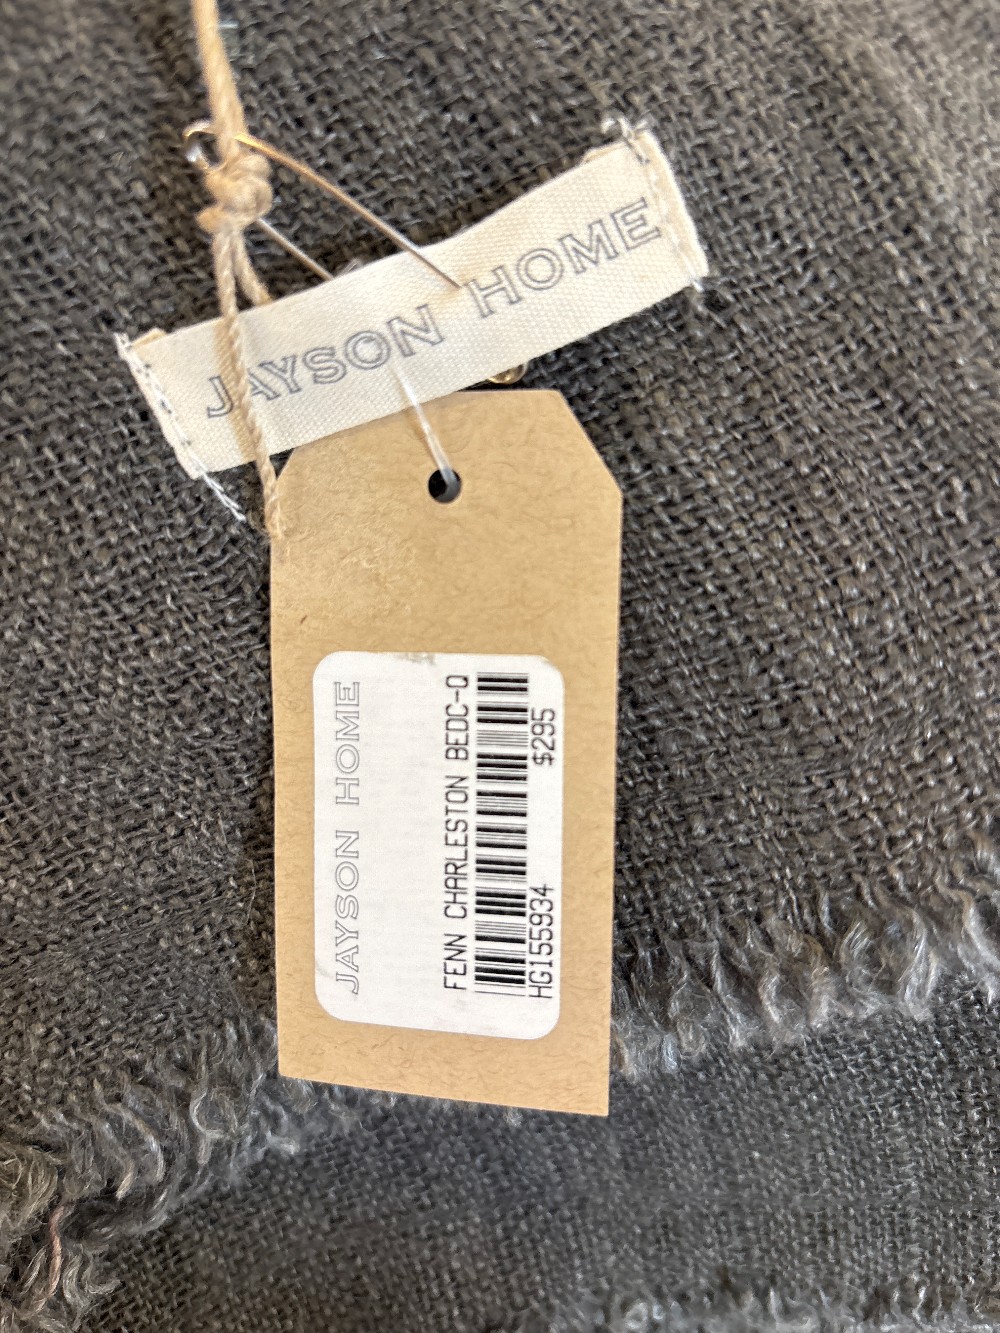 JAYSON HOME
JAYSON HOME
FENN CHARLESTON BEDC-Q
HG155934 $295